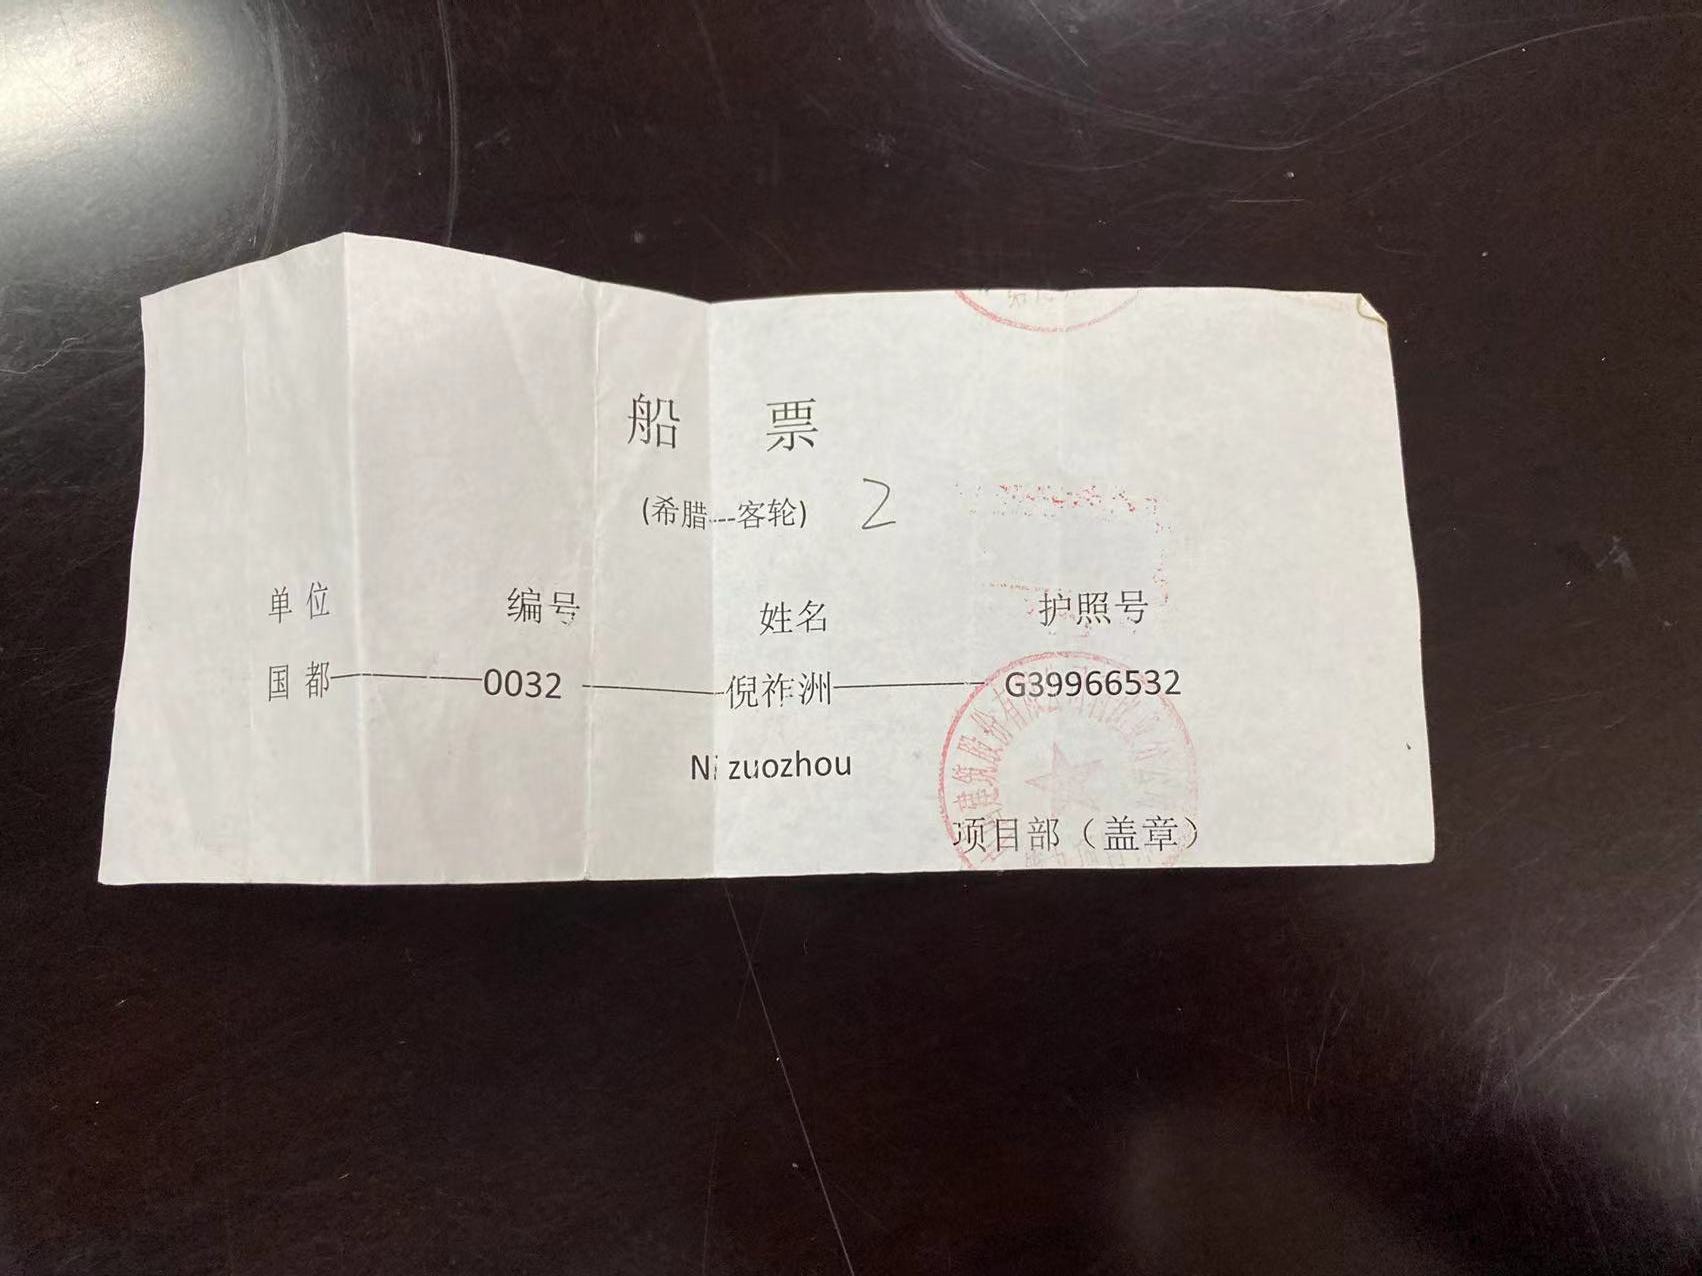 船 票
(希腊---客轮) 2
单位 编号 姓名 护照号
国都 0032 倪祚洲 G39966532
Ni zuozhou
项目部（盖章）